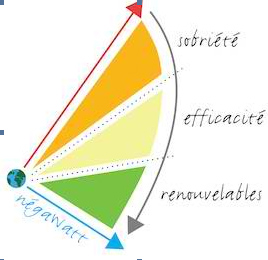 sobriété
efficacité
renouvelables
négaWatt